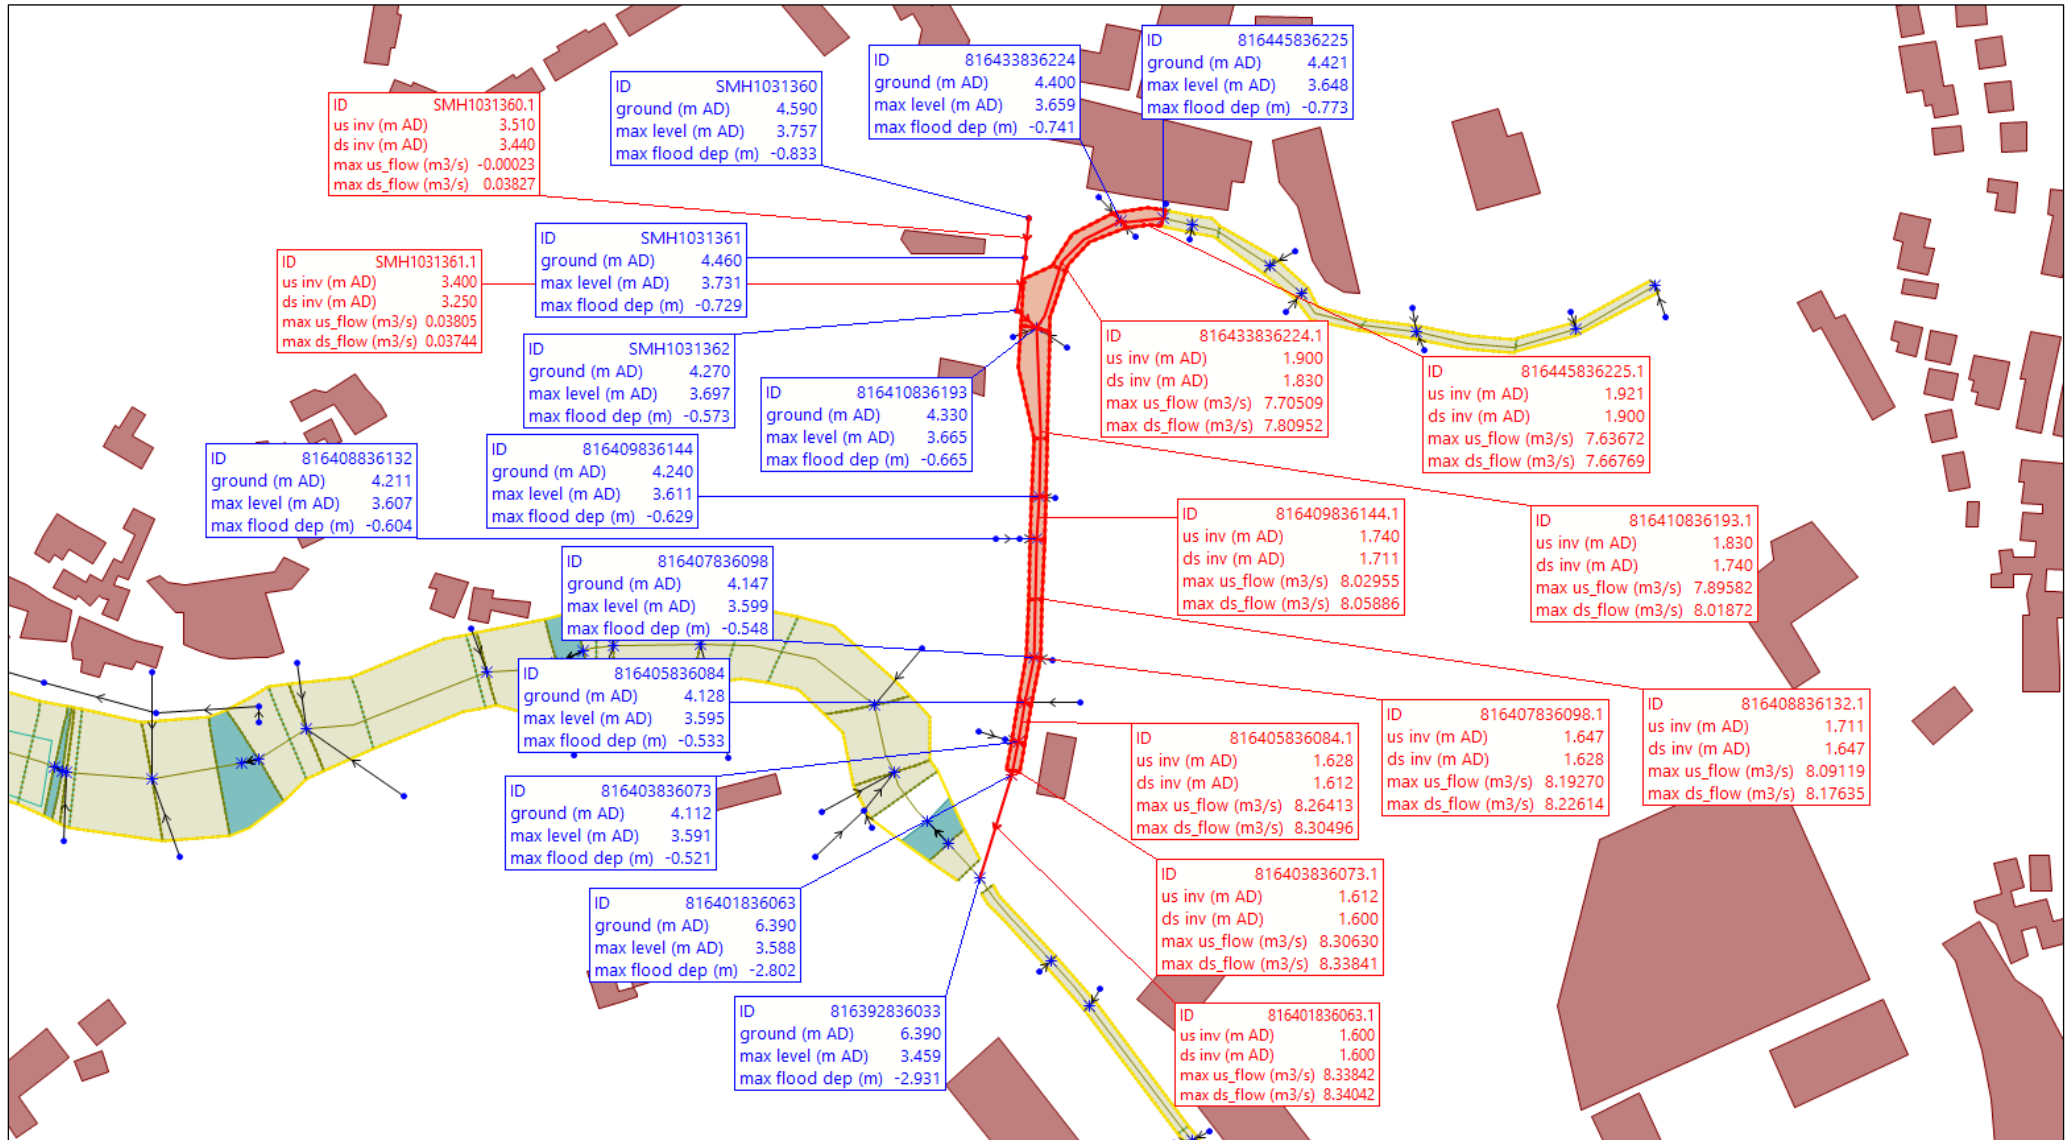 ID 816445836225
ground (m AD) 4.421
max level (m AD) 3.648
max flood dep (m) -0.773
ID 816433836224
ground (m AD) 4.400
max level (m AD) 3.659
max flood dep (m) -0.741
ID SMH1031360
ground (m AD) 4.590
max level (m AD) 3.757
max flood dep (m) -0.833
ID SMH1031360.1
us inv (m AD) 3.510
ds inv (m AD) 3.440
max us_flow (m3/s) -0.00023
max ds_flow (m3/s) 0.03827
ID SMH1031361
ground (m AD) 4.460
max level (m AD) 3.731
max flood dep (m) -0.729
ID SMH1031361.1
us inv (m AD) 3.400
ds inv (m AD) 3.250
max us_flow (m3/s) 0.03805
max ds_flow (m3/s) 0.03744
ID SMH1031362
ground (m AD) 4.270
max level (m AD) 3.697
max flood dep (m) -0.573
ID 816410836193
ground (m AD) 4.330
max level (m AD) 3.665
max flood dep (m) -0.665
ID 816433836224.1
us inv (m AD) 1.900
ds inv (m AD) 1.830
max us_flow (m3/s) 7.70509
max ds_flow (m3/s) 7.80952
ID 816445836225.1
us inv (m AD) 1.921
ds inv (m AD) 1.900
max us_flow (m3/s) 7.63672
max ds_flow (m3/s) 7.66769
ID 816408836132
ground (m AD) 4.211
max level (m AD) 3.607
max flood dep (m) -0.604
ID 816409836144
ground (m AD) 4.240
max level (m AD) 3.611
max flood dep (m) -0.629
ID 816409836144.1
us inv (m AD) 1.740
ds inv (m AD) 1.711
max us_flow (m3/s) 8.02955
max ds_flow (m3/s) 8.05886
ID 816410836193.1
us inv (m AD) 1.830
ds inv (m AD) 1.740
max us_flow (m3/s) 7.89582
max ds_flow (m3/s) 8.01872
ID 816407836098
ground (m AD) 4.147
max level (m AD) 3.599
max flood dep (m) -0.548
ID 816405836084
ground (m AD) 4.128
max level (m AD) 3.595
max flood dep (m) -0.533
ID 816405836084.1
us inv (m AD) 1.628
ds inv (m AD) 1.612
max us_flow (m3/s) 8.26413
max ds_flow (m3/s) 8.30496
ID 816407836098.1
us inv (m AD) 1.647
ds inv (m AD) 1.628
max us_flow (m3/s) 8.19270
max ds_flow (m3/s) 8.22614
ID 816408836132.1
us inv (m AD) 1.711
ds inv (m AD) 1.647
max us_flow (m3/s) 8.09119
max ds_flow (m3/s) 8.17635
ID 816403836073
ground (m AD) 4.112
max level (m AD) 3.591
max flood dep (m) -0.521
ID 816403836073.1
us inv (m AD) 1.612
ds inv (m AD) 1.600
max us_flow (m3/s) 8.30630
max ds_flow (m3/s) 8.33841
ID 816401836063
ground (m AD) 6.390
max level (m AD) 3.588
max flood dep (m) -2.802
ID 816392836033
ground (m AD) 6.390
max level (m AD) 3.459
max flood dep (m) -2.931
ID 816401836063.1
us inv (m AD) 1.600
ds inv (m AD) 1.600
max us_flow (m3/s) 8.33842
max ds_flow (m3/s) 8.34042